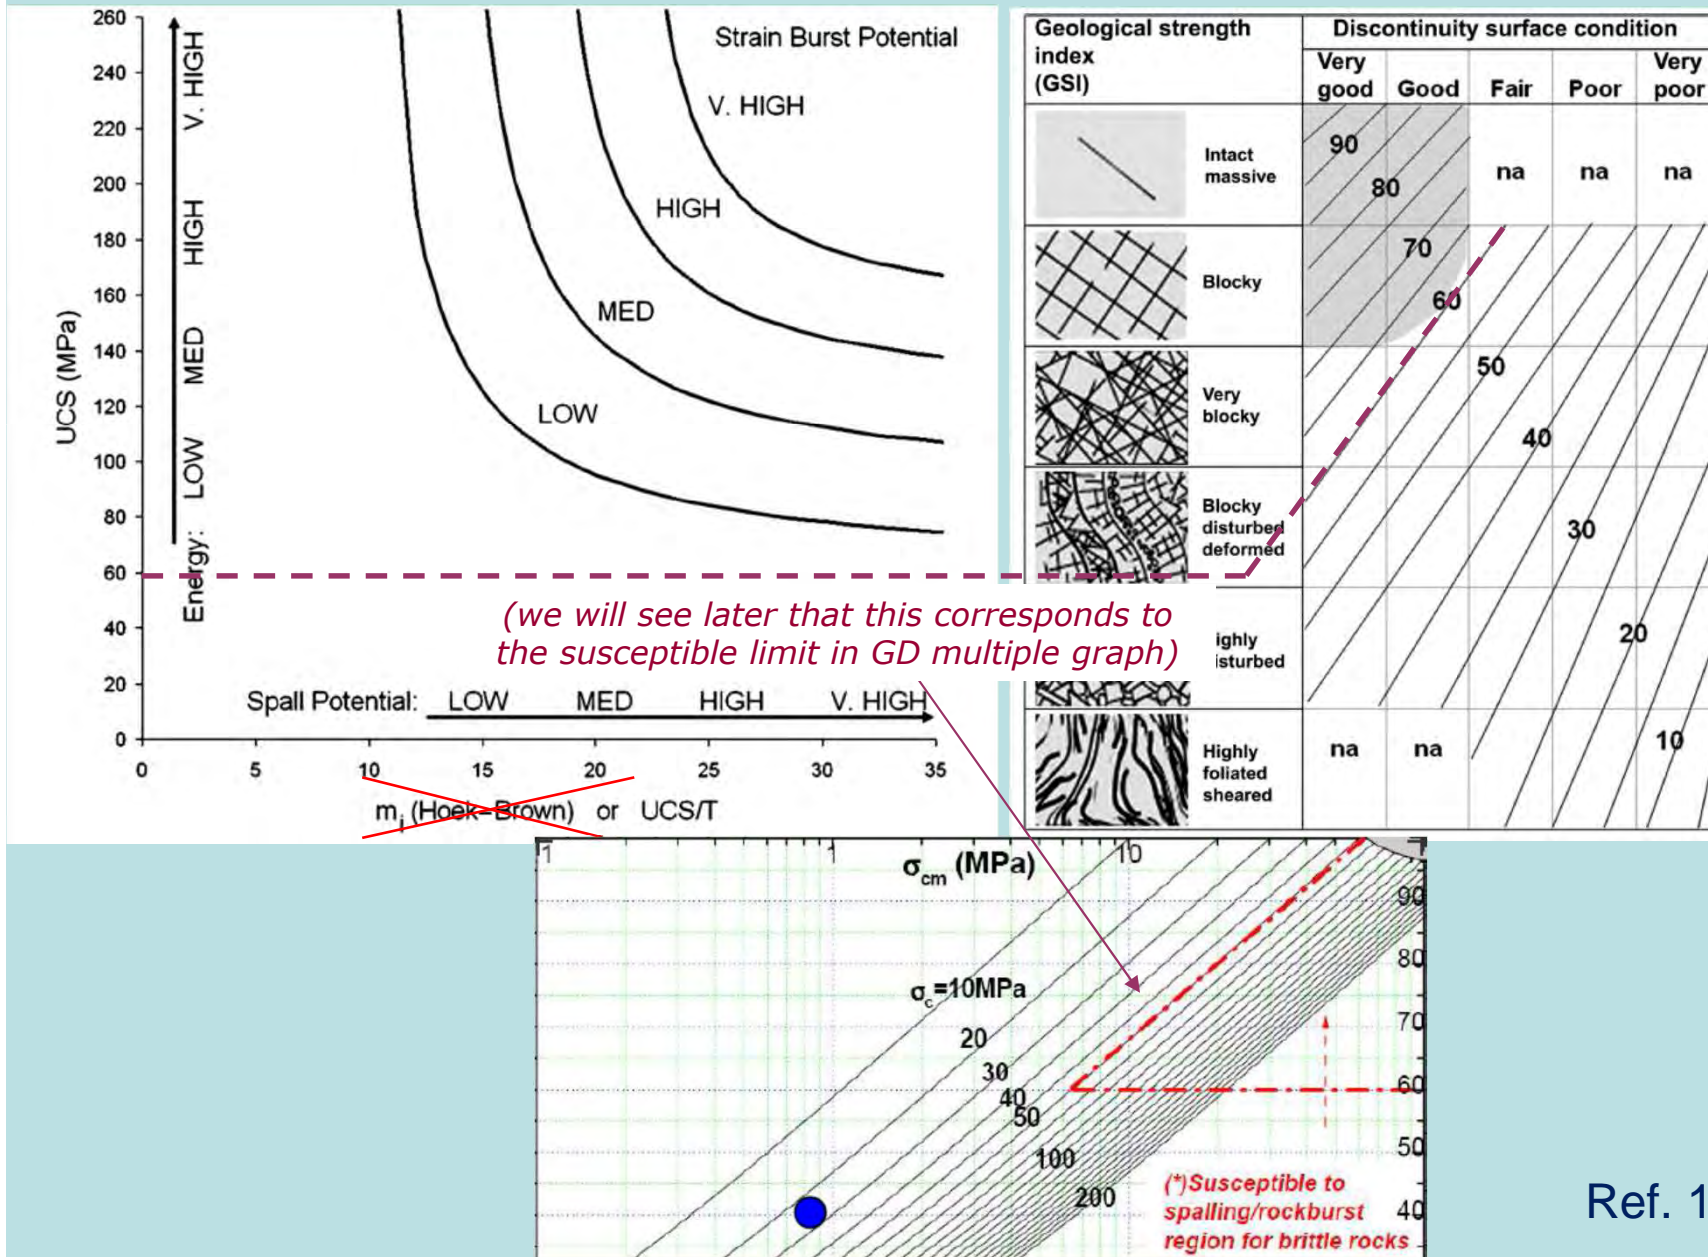 Strain Burst Potential
V. HIGH
HIGH
MED
LOW
260
240
220
200
180
160
140
120
100
80
60
40
20
0
UCS (MPa)
Energy: LOW MED HIGH V. HIGH
Spall Potential: LOW MED HIGH V. HIGH
0 5 10 15 20 25 30 35
mi (Hoek–Brown) or UCS/T
Geological strength
index
(GSI)
Discontinuity surface condition
Very
good
Good
Fair
Poor
Very
poor
Intact
massive
90
80
na
na
na
Blocky
70
60
Very
blocky
50
40
Blocky
disturbed
deformed
30
ighly
isturbed
20
Highly
foliated
sheared
na
na
10
(we will see later that this corresponds to
the susceptible limit in GD multiple graph)
1 1 10
σcm (MPa)
σc=10MPa
20
30
40
50
100
200
90
80
70
60
50
40
(*)Susceptible to
spalling/rockburst
region for brittle rocks
Ref. 1